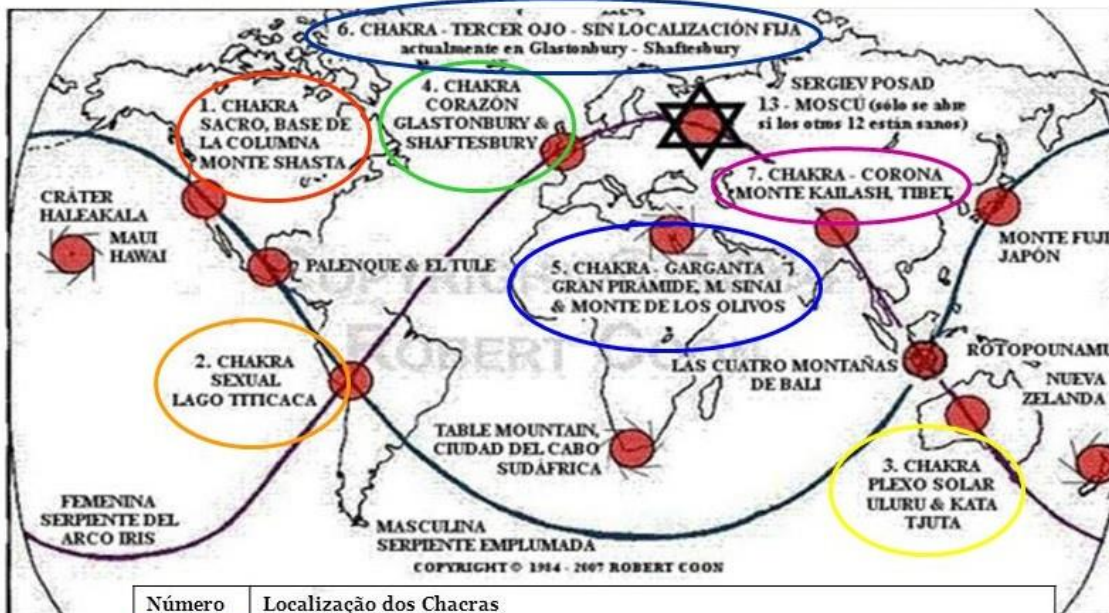 6. CHAKRA - TERCER OJO - SIN LOCALIZACIÓN FIJA
actualmente en Glastonbury - Shaftesbury
1. CHAKRA
SACRO, BASE DE
LA COLUMNA
MONTE SHASTA
4. CHAKRA
CORAZÓN
GLASTONBURY &
SHAFTESBURY
SERGIEV POSAD
13 - MOSCÚ (sólo se abre
si los otros 12 están sanos)
7. CHAKRA - CORONA
MONTE KAILASH, TIBET
CRÁTER
HALEAKALA
MAUI
HAWAI
PALENQUE & EL TULE
5. CHAKRA - GARGANTA
GRAN PIRÁMIDE, M. SINAI
& MONTE DE LOS OLIVOS
MONTE FUJI
JAPÓN
COPYRIGHT
ROBERT COON
2. CHAKRA
SEXUAL
LAGO TITICACA
LAS CUATRO MONTAÑAS
DE BALI
ROTOPOUNAMU
NUEVA
ZELANDA
TABLE MOUNTAIN,
CIUDAD DEL CABO
SUDÁFRICA
3. CHAKRA
PLEXO SOLAR
ULURU & KATA
TJUTA
FEMENINA
SERPIENTE DEL
ARCO IRIS
MASCULINA
SERPIENTE EMPLUMADA
COPYRIGHT © 1984 - 2007 ROBERT COON
Número Localização dos Chacras